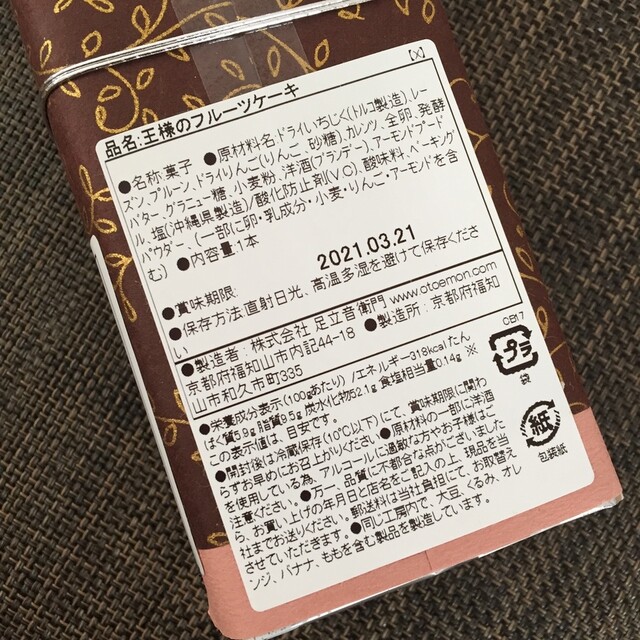 [x]
品名:王様のフルーツケーキ
●名称:菓子 ●原材料名:ドライいちじく(トルコ製造)、レー
ズン、プルーン、ドライりんご(りんご、砂糖)、カレンツ、全卵、発酵
バター、グラニュー糖、小麦粉、洋酒(ブランデー)、アーモンドプード
ル、塩(沖縄県製造)/酸化防止剤(V.C)、酸味料、ベーキング
パウダー、(一部に卵・乳成分・小麦・りんご・アーモンドを含
む) ●内容量:1本
●賞味期限: 2021.03.21
●保存方法:直射日光、高温多湿を避けて保存くださ
い
●製造者:株式会社 足立音衛門 www.otoemon.com
京都府福知山市内記44-18 ●製造所:京都府福知
山市和久市町335
●栄養成分表示(100gあたり)/エネルギー318kcal たん
ぱく質5.9g 脂質9.5g 炭水化物52.1g 食塩相当量0.14g ※
この表示値は、目安です。
●開封後は冷蔵保存(10℃以下)にて、賞味期限に関わ
らずお早めにお召上がりください ●原材料の一部に洋酒
を使用している為、アルコールに過敏な方やお子様はご
注意ください。●万一、品質に不都合な点がございました
ら、お買い上げの年月日と店名をご記入の上、現品を当
社までお送りください。郵送料は当社負担にて、お取替え
させていただきます。●同じ工房内で、大豆、くるみ、オレ
ンジ、バナナ、ももを含む製品を製造しています。
プラ
袋
紙
包装紙